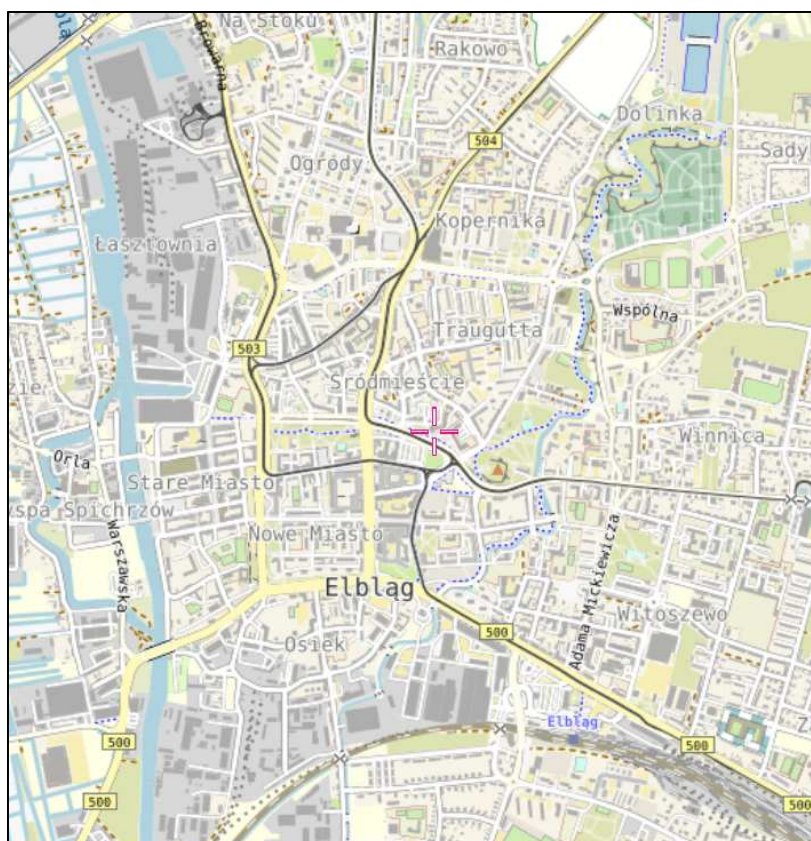 Na Stoku
Browarna
Rakowo
504
Dolinka
Ogrody
Sady
Kopernika
Łasztownia
Wspólna
Traugutta
503
Śródmieście
Winnica
Orla
Stare Miasto
wyspa Spichrzów
Warszawska
Nowe Miasto
Adama Mickiewicza
Elbląg
Witoszewo
500
Osiek
Elbląg
500
500
500